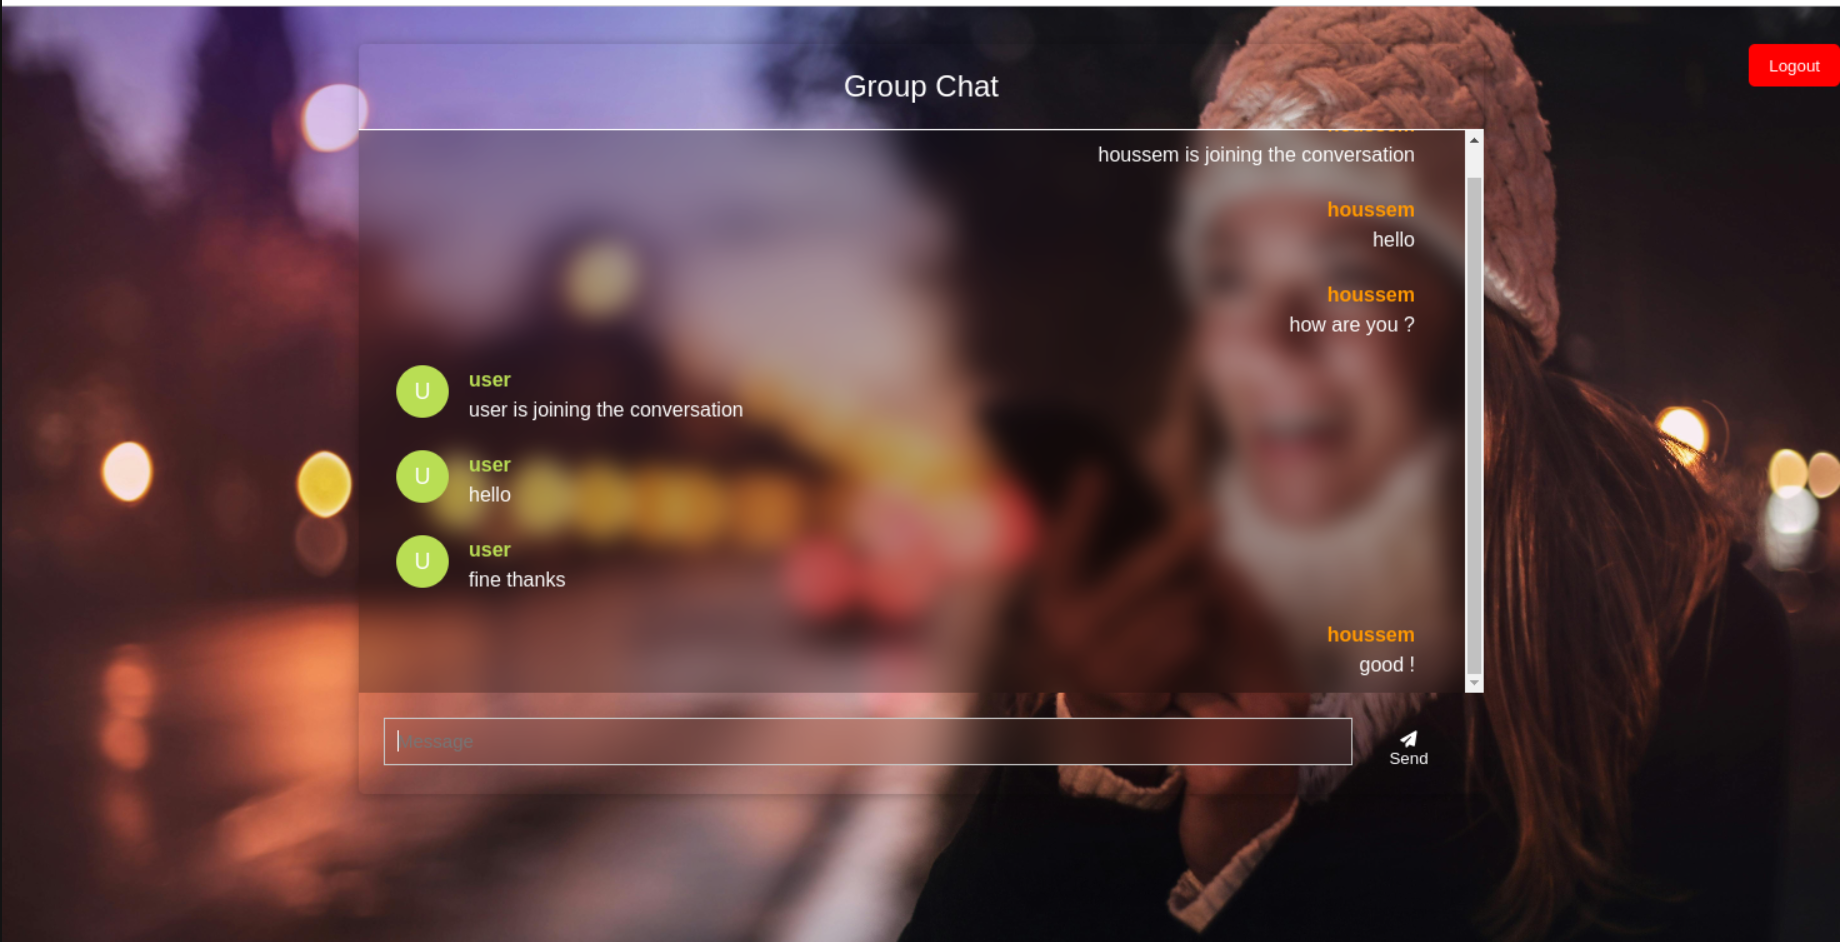 Group Chat
Logout
houssem
houssem is joining the conversation
houssem
hello
houssem
how are you ?
U
user
user is joining the conversation
U
user
hello
U
user
fine thanks
houssem
good !
Message
Send